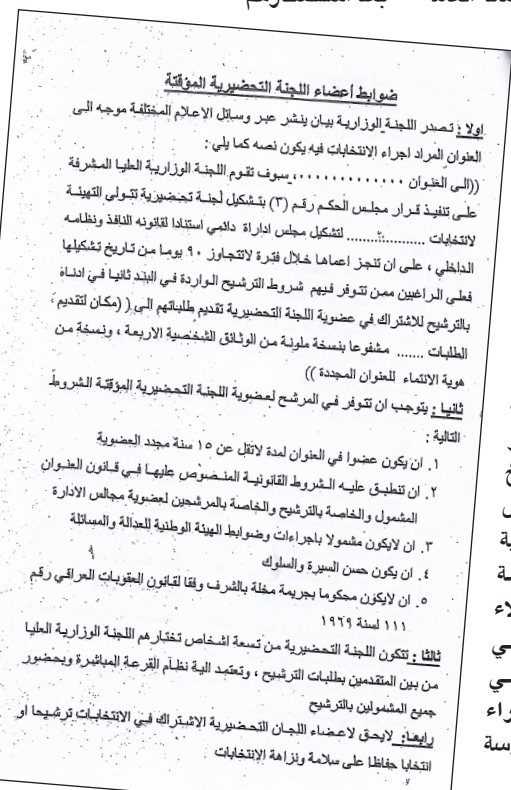 ضوابط أعضاء اللجنة التحضيرية المؤقتة
اولا : تصدر اللجنة الوزارية بيان ينشر عبر وسائل الاعلام المختلفة موجه الى
العنوان المراد اجراء الانتخابات فيه يكون نصه كما يلي :
((الى العنوان ............. سوف تقوم اللجنة الوزارية العليا المشرفة
على تنفيذ قرار مجلس الحكم رقم (٣) بتشكيل لجنة تحضيرية تتولى التهيئة
لانتخابات .................. لتشكيل مجلس اداراة دائمي استنادا لقانونه النافذ ونظامه
الداخلي ، على ان تنجز اعماها خلال فترة لاتتجاوز ٩٠ يوما من تاريخ تشكيلها
فعلى الراغبين ممن تتوفر فيهم شروط الترشيح الواردة في البند ثانيا في ادناه
بالترشيح للاشتراك في عضوية اللجنة التحضيرية تقديم طلباتهم الى ( (مكان لتقديم
الطلبات ....... مشفوعا بنسخة ملونة من الوثائق الشخصية الاربعة ، ونسخة من
هوية الانتماء للعنوان المجددة ))
ثانيا : يتوجب ان تتوفر في المرشح لعضوية اللجنة التحضيرية المؤقتة الشروط
التالية :
١. ان يكون عضوا في العنوان لمدة لاتقل عن ١٥ سنة مجدد العضوية
٢. ان تنطبق عليه الشروط القانونية المنصوص عليها في قانون العنوان
المشمول والخاصة بالترشيح والخاصة بالمرشحين لعضوية مجالس الادارة
٣. ان لايكون مشمولا باجراءات وضوابط الهيئة الوطنية للعدالة والمسائلة
٤. ان يكون حسن السيرة والسلوك
٥. ان لايكون محكوما بجريمة مخلة بالشرف وفقا لقانون العقوبات العراقي رقم
١١١ لسنة ١٩٦٩
ثالثا : تتكون اللجنة التحضيرية من تسعة اشخاص تختارهم اللجنة الوزارية العليا
من بين المتقدمين بطلبات الترشيح ، وتعتمد الية نظام القرعة المباشرة وبحضور
جميع المشمولين بالترشيح
رابعا: لايحق لاعضاء اللجان التحضيرية الاشتراك في الانتخابات ترشيحا او
انتخابا حفاظا على سلامة ونزاهة الانتخابات